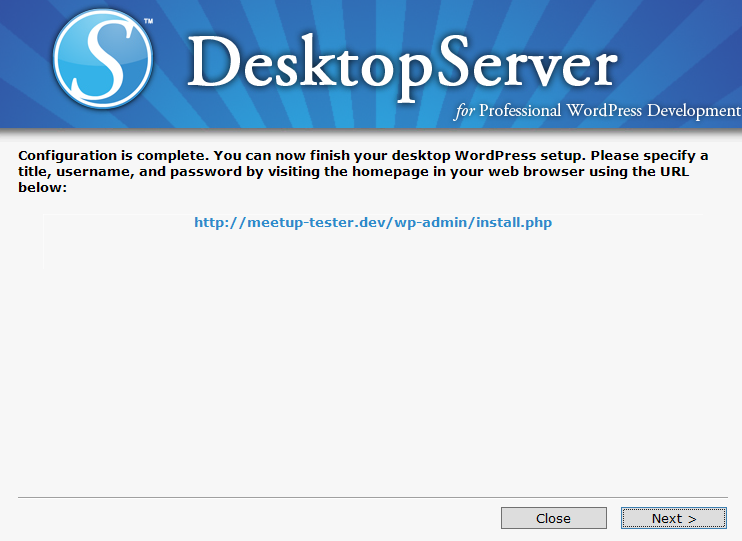 S™
DesktopServer
for Professional WordPress Development
Configuration is complete. You can now finish your desktop WordPress setup. Please specify a
title, username, and password by visiting the homepage in your web browser using the URL
below:
http://meetup-tester.dev/wp-admin/install.php
Close
Next >